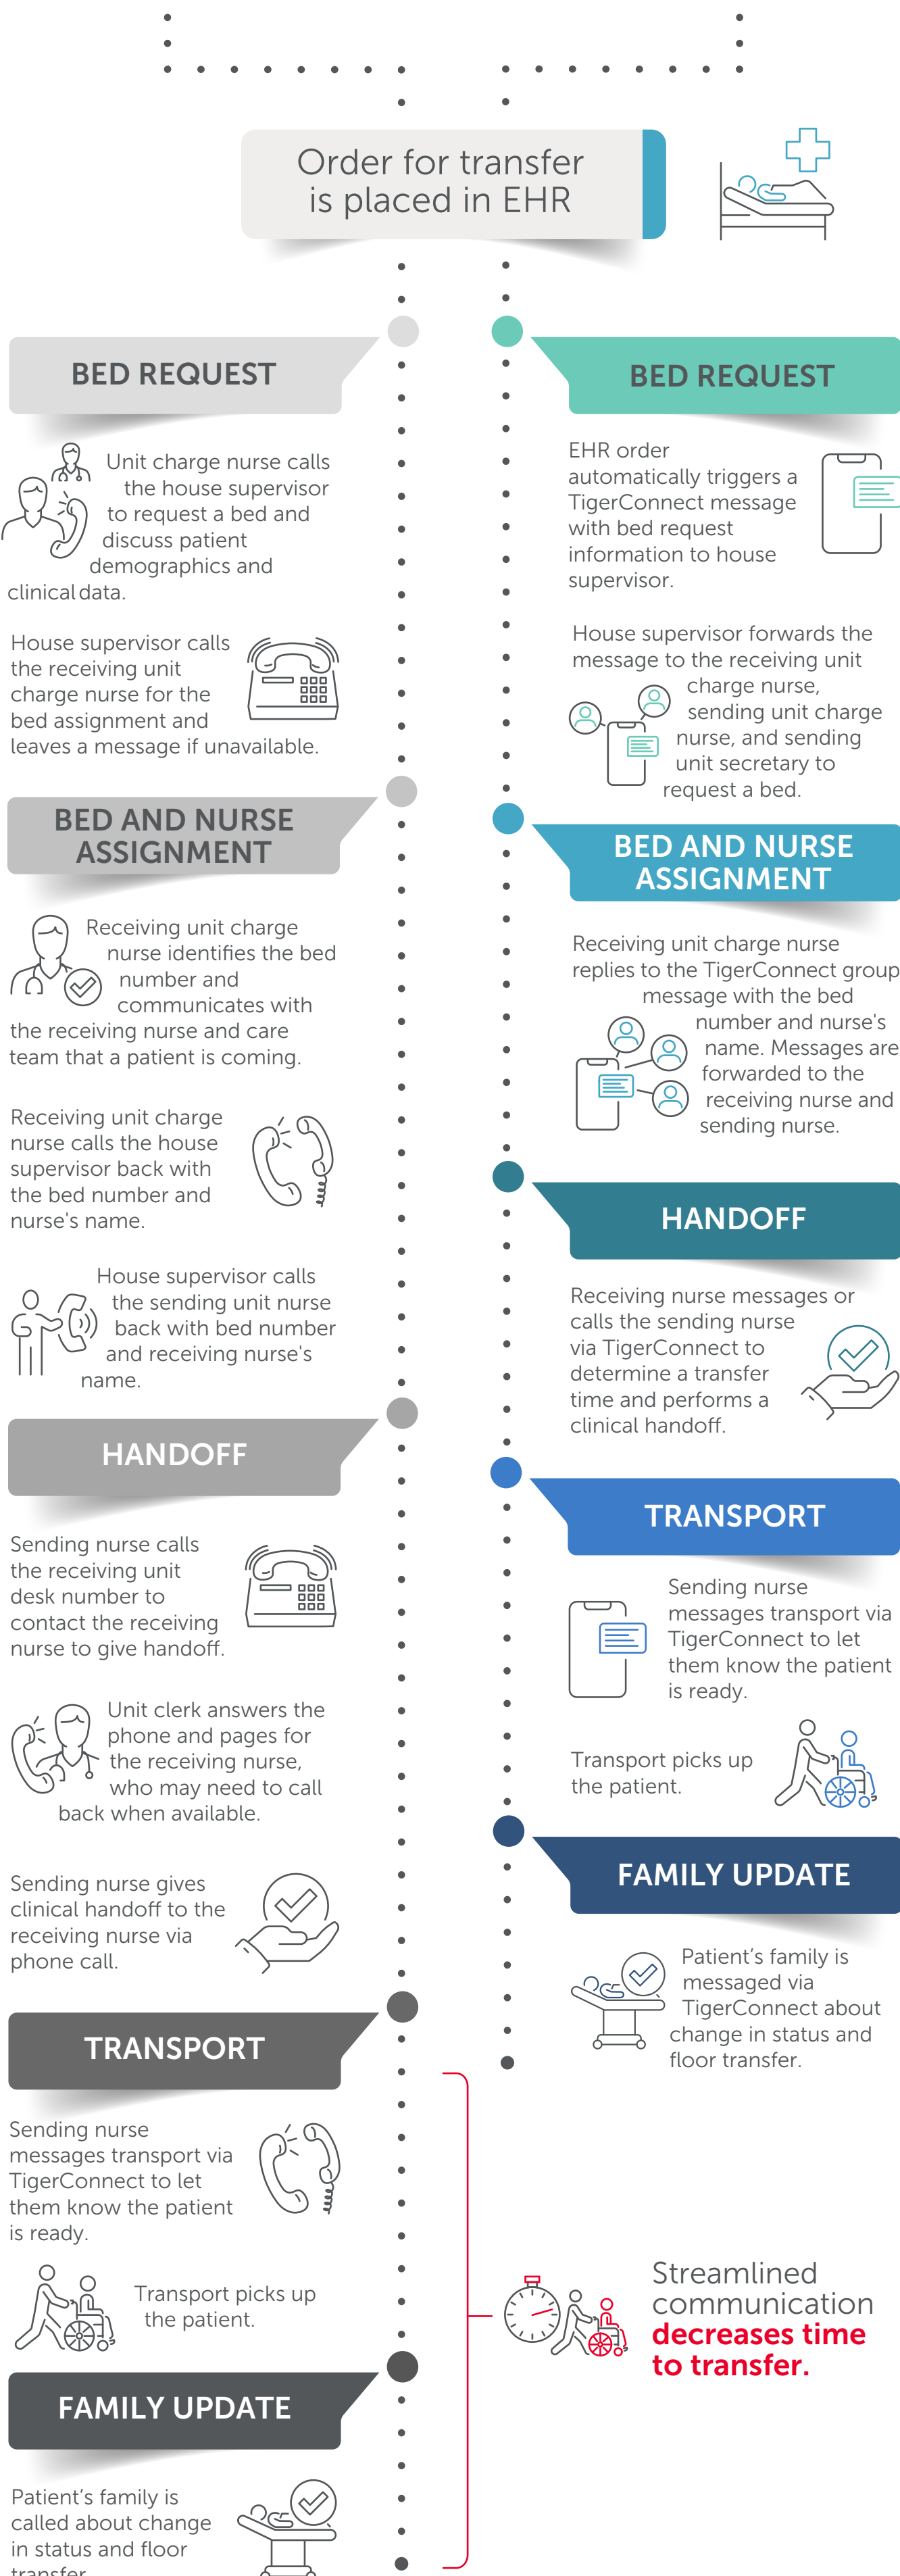 Order for transfer
is placed in EHR
BED REQUEST
Unit charge nurse calls
the house supervisor
to request a bed and
discuss patient
demographics and
clinical data.
House supervisor calls
the receiving unit
charge nurse for the
bed assignment and
leaves a message if unavailable.
BED AND NURSE
ASSIGNMENT
Receiving unit charge
nurse identifies the bed
number and
communicates with
the receiving nurse and care
team that a patient is coming.
Receiving unit charge
nurse calls the house
supervisor back with
the bed number and
nurse's name.
House supervisor calls
the sending unit nurse
back with bed number
and receiving nurse's
name.
HANDOFF
Sending nurse calls
the receiving unit
desk number to
contact the receiving
nurse to give handoff.
Unit clerk answers the
phone and pages for
the receiving nurse,
who may need to call
back when available.
Sending nurse gives
clinical handoff to the
receiving nurse via
phone call.
TRANSPORT
Sending nurse
messages transport via
TigerConnect to let
them know the patient
is ready.
Transport picks up
the patient.
FAMILY UPDATE
Patient's family is
called about change
in status and floor
transfer
BED REQUEST
EHR order
automatically triggers a
TigerConnect message
with bed request
information to house
supervisor.
House supervisor forwards the
message to the receiving unit
charge nurse,
sending unit charge
nurse, and sending
unit secretary to
request a bed.
BED AND NURSE
ASSIGNMENT
Receiving unit charge nurse
replies to the TigerConnect group
message with the bed
number and nurse's
name. Messages are
forwarded to the
receiving nurse and
sending nurse.
HANDOFF
Receiving nurse messages or
calls the sending nurse
via TigerConnect to
determine a transfer
time and performs a
clinical handoff.
TRANSPORT
Sending nurse
messages transport via
TigerConnect to let
them know the patient
is ready.
Transport picks up
the patient.
FAMILY UPDATE
Patient's family is
messaged via
TigerConnect about
change in status and
floor transfer.
Streamlined
communication
decreases time
to transfer.